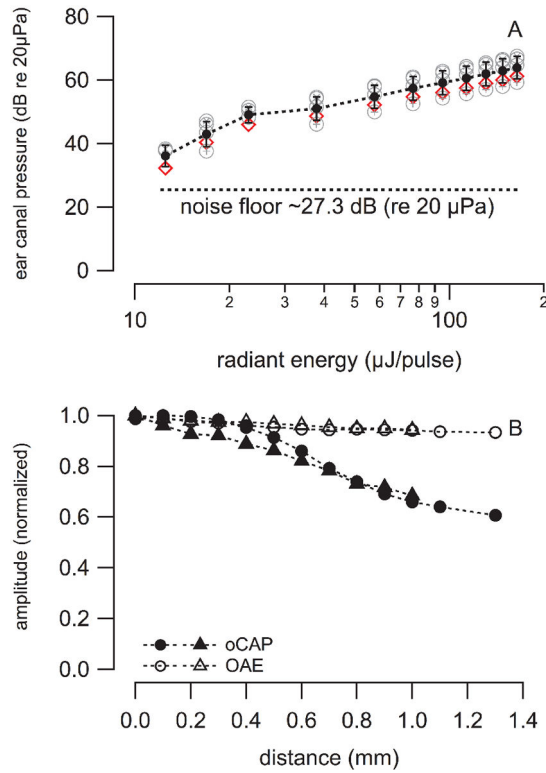 A
ear canal pressure (dB re 20μPa)
80
60
40
20
0
noise floor ~27.3 dB (re 20 μPa)
2 3 4 5 6 7 8 9 2
10 100
radiant energy (μJ/pulse)
B
amplitude (normalized)
1.0
0.8
0.6
0.4
0.2
0.0
oCAP
OAE
0.0 0.2 0.4 0.6 0.8 1.0 1.2 1.4
distance (mm)